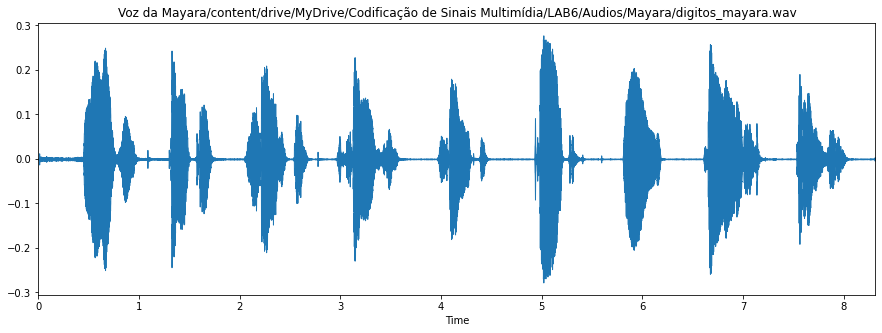 Voz da Mayara/content/drive/MyDrive/Codificação de Sinais Multimídia/LAB6/Audios/Mayara/digitos_mayara.wav
0.3
0.2
0.1
0.0
−0.1
−0.2
−0.3
0 1 2 3 4 5 6 7 8
Time